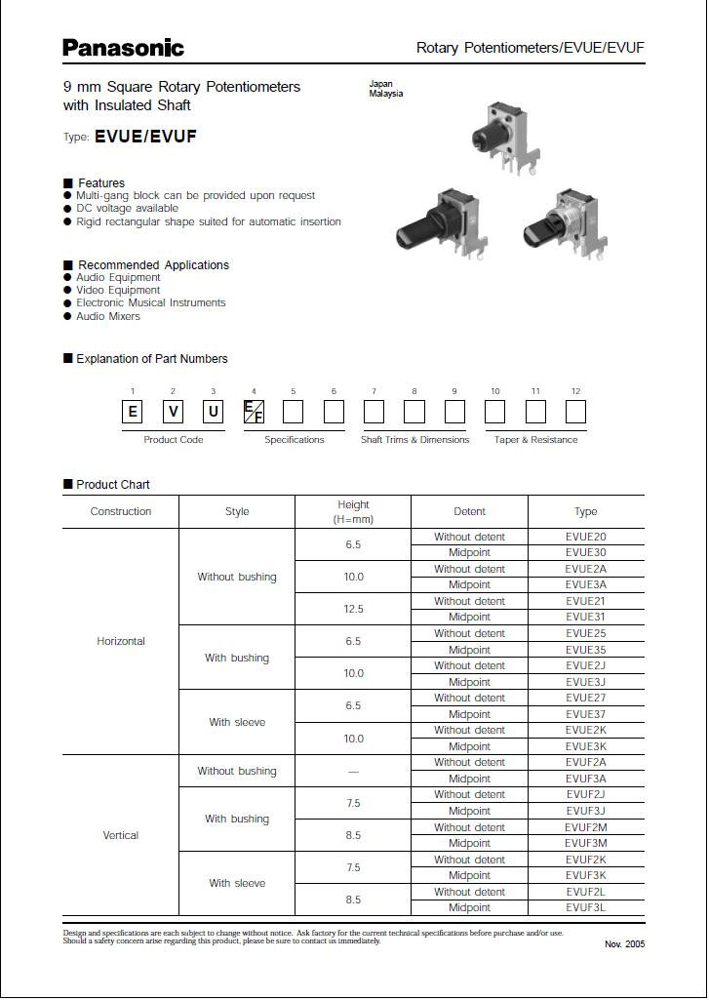 Panasonic
Rotary Potentiometers/EVUE/EVUF
9 mm Square Rotary Potentiometers
with Insulated Shaft
Japan
Malaysia
Type: EVUE/EVUF
■ Features
● Multi-gang block can be provided upon request
● DC voltage available
● Rigid rectangular shape suited for automatic insertion
■ Recommended Applications
● Audio Equipment
● Video Equipment
● Electronic Musical Instruments
● Audio Mixers
■ Explanation of Part Numbers
1 2 3 4 5 6 7 8 9 10 11 12
E V U E/F
Product Code Specifications Shaft Trims & Dimensions Taper & Resistance
■ Product Chart
Construction Style Height (H=mm) Detent Type
Horizontal Without bushing 6.5 Without detent EVUE20
Midpoint EVUE30
10.0 Without detent EVUE2A
Midpoint EVUE3A
12.5 Without detent EVUE21
Midpoint EVUE31
With bushing 6.5 Without detent EVUE25
Midpoint EVUE35
10.0 Without detent EVUE2J
Midpoint EVUE3J
With sleeve 6.5 Without detent EVUE27
Midpoint EVUE37
10.0 Without detent EVUE2K
Midpoint EVUE3K
Vertical Without bushing — Without detent EVUF2A
Midpoint EVUF3A
With bushing 7.5 Without detent EVUF2J
Midpoint EVUF3J
8.5 Without detent EVUF2M
Midpoint EVUF3M
With sleeve 7.5 Without detent EVUF2K
Midpoint EVUF3K
8.5 Without detent EVUF2L
Midpoint EVUF3L
Design and specifications are each subject to change without notice. Ask factory for the current technical specifications before purchase and/or use.
Should a safety concern arise regarding this product, please be sure to contact us immediately.
Nov. 2005